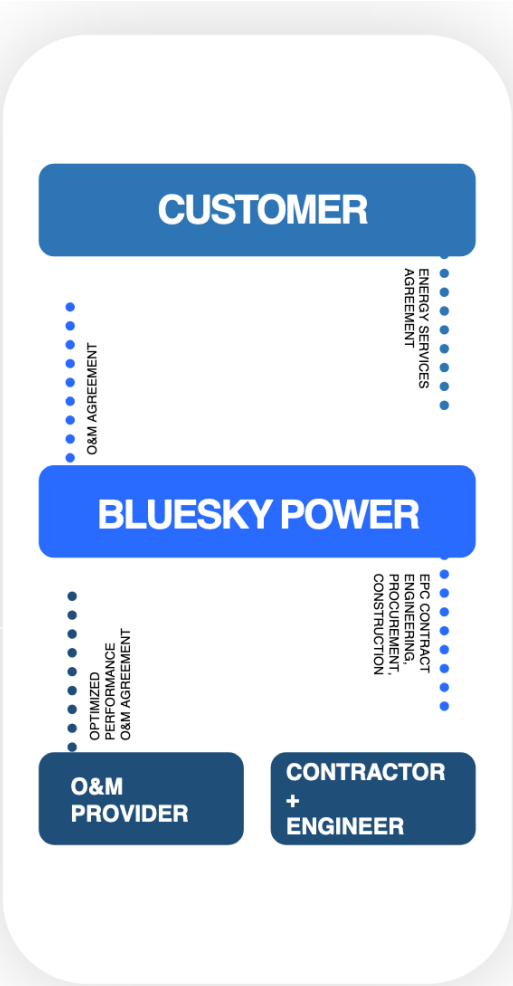 CUSTOMER
ENERGY SERVICES
AGREEMENT
O&M AGREEMENT
BLUESKY POWER
EPC CONTRACT
ENGINEERING,
PROCUREMENT,
CONSTRUCTION
OPTIMIZED
PERFORMANCE
O&M AGREEMENT
O&M
PROVIDER
CONTRACTOR
+
ENGINEER